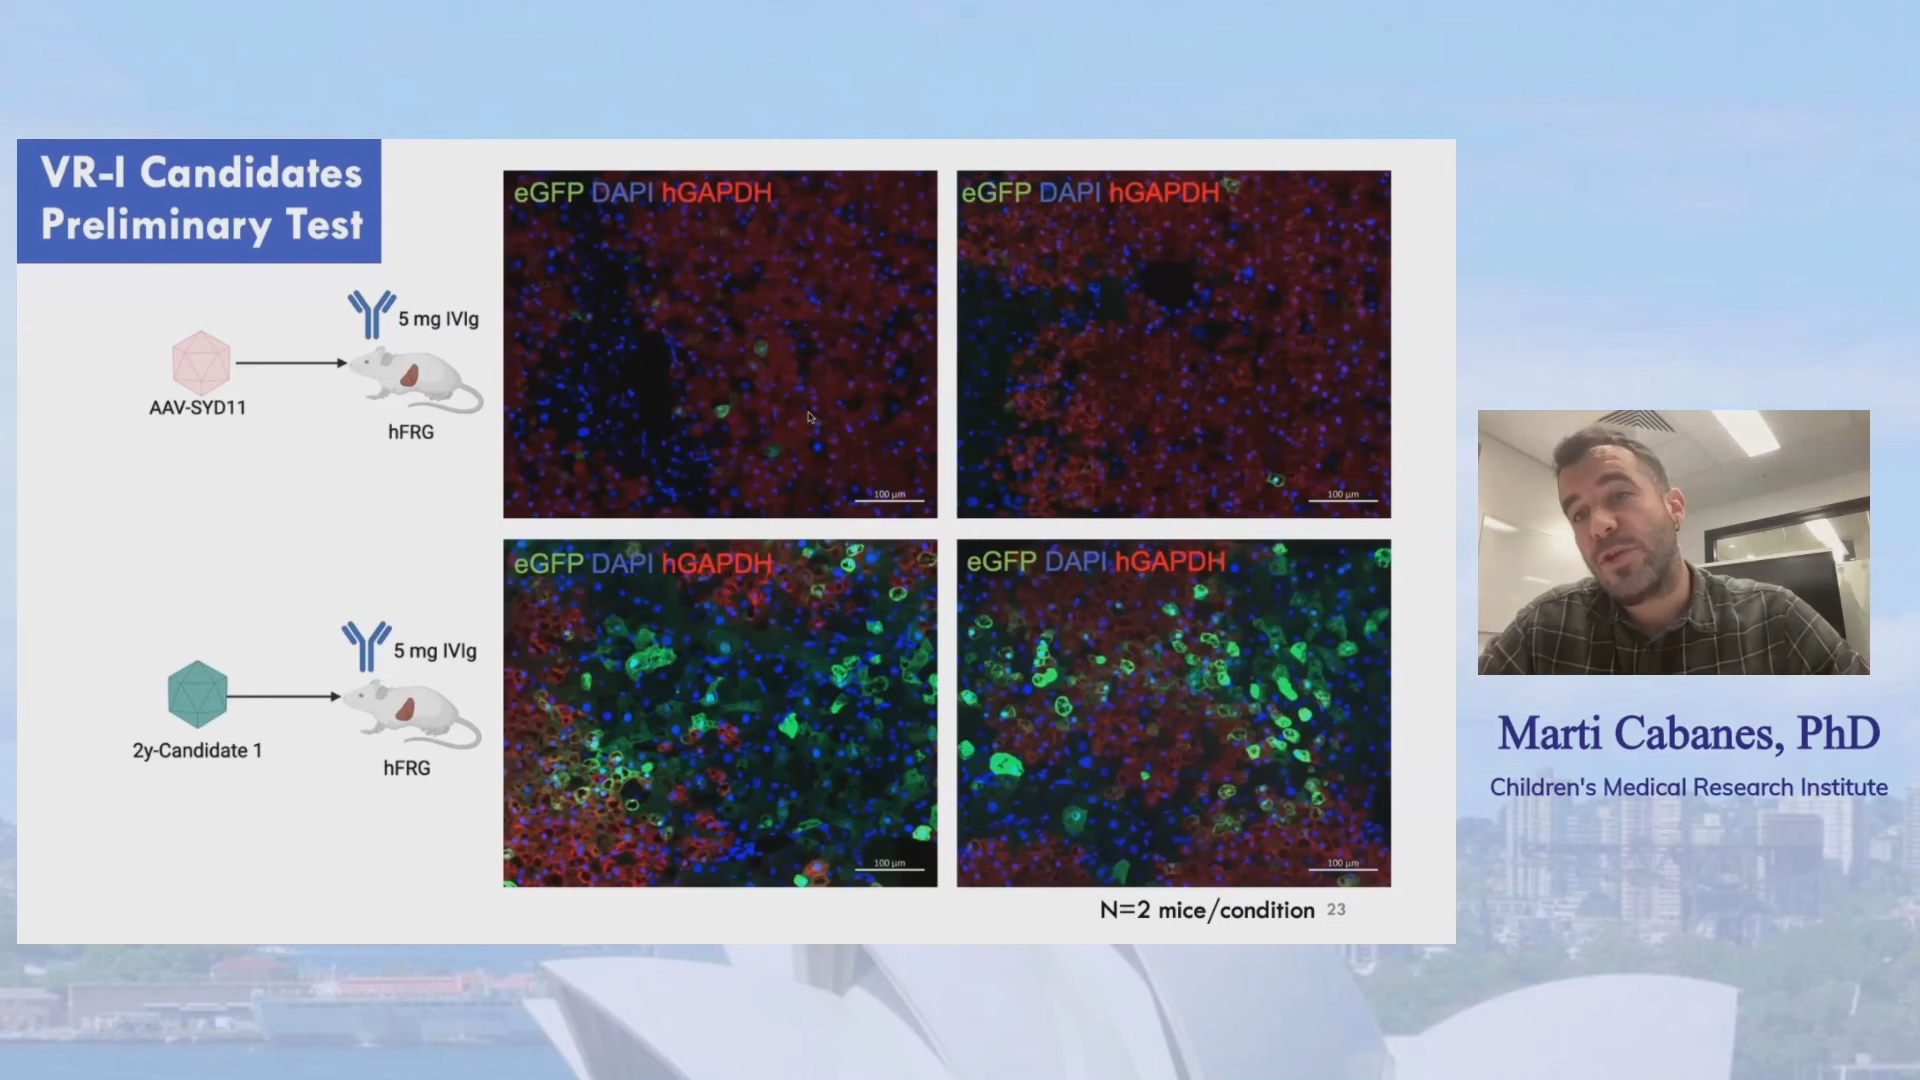 VR-I Candidates
Preliminary Test
5 mg IVIg
AAV-SYD11
hFRG
eGFP DAPI hGAPDH
100 µm
eGFP DAPI hGAPDH
100 µm
5 mg IVIg
2y-Candidate 1
hFRG
eGFP DAPI hGAPDH
100 µm
eGFP DAPI hGAPDH
100 µm
N=2 mice/condition 23
Marti Cabanes, PhD
Children's Medical Research Institute